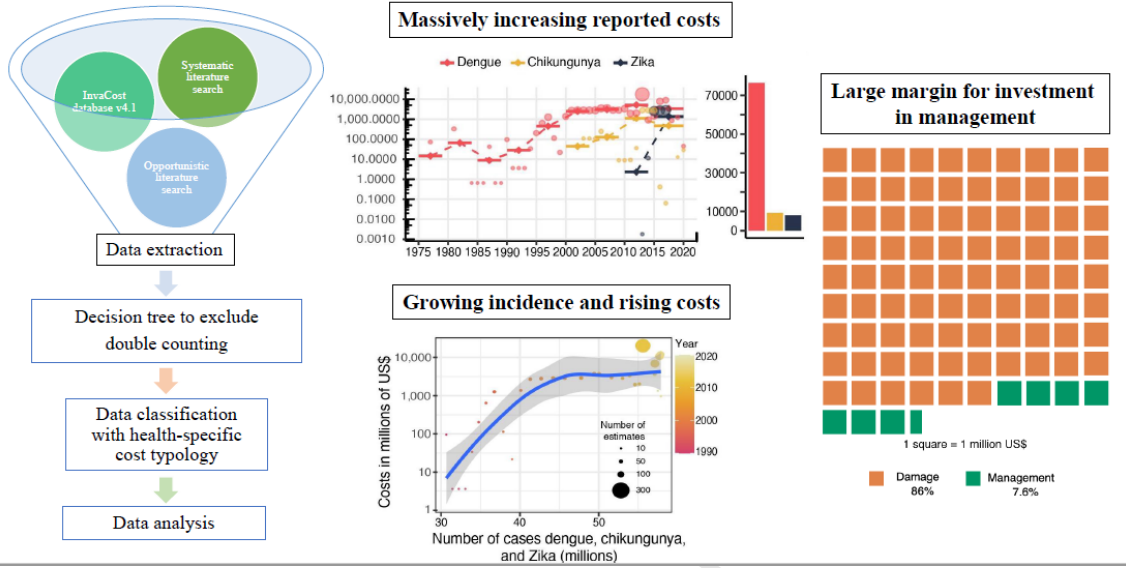 Systematic
literature
search
InvaCost
database v4.1
Opportunistic
literature
search
Data extraction
Decision tree to exclude
double counting
Data classification
with health-specific
cost typology
Data analysis
Massively increasing reported costs
Dengue Chikungunya Zika
10,000.0000
1,000.0000
100.0000
10.0000
1.0000
0.1000
0.0100
0.0010
1975 1980 1985 1990 1995 2000 2005 2010 2015 2020
70000
50000
30000
10000
0
Growing incidence and rising costs
Costs in millions of US$
10,000
1,000
100
10
1
30 40 50
Number of cases dengue, chikungunya,
and Zika (millions)
Number of
estimates
10
50
100
300
Year
2020
2010
2000
1990
Large margin for investment
in management
1 square = 1 million US$
Damage
86%
Management
7.6%